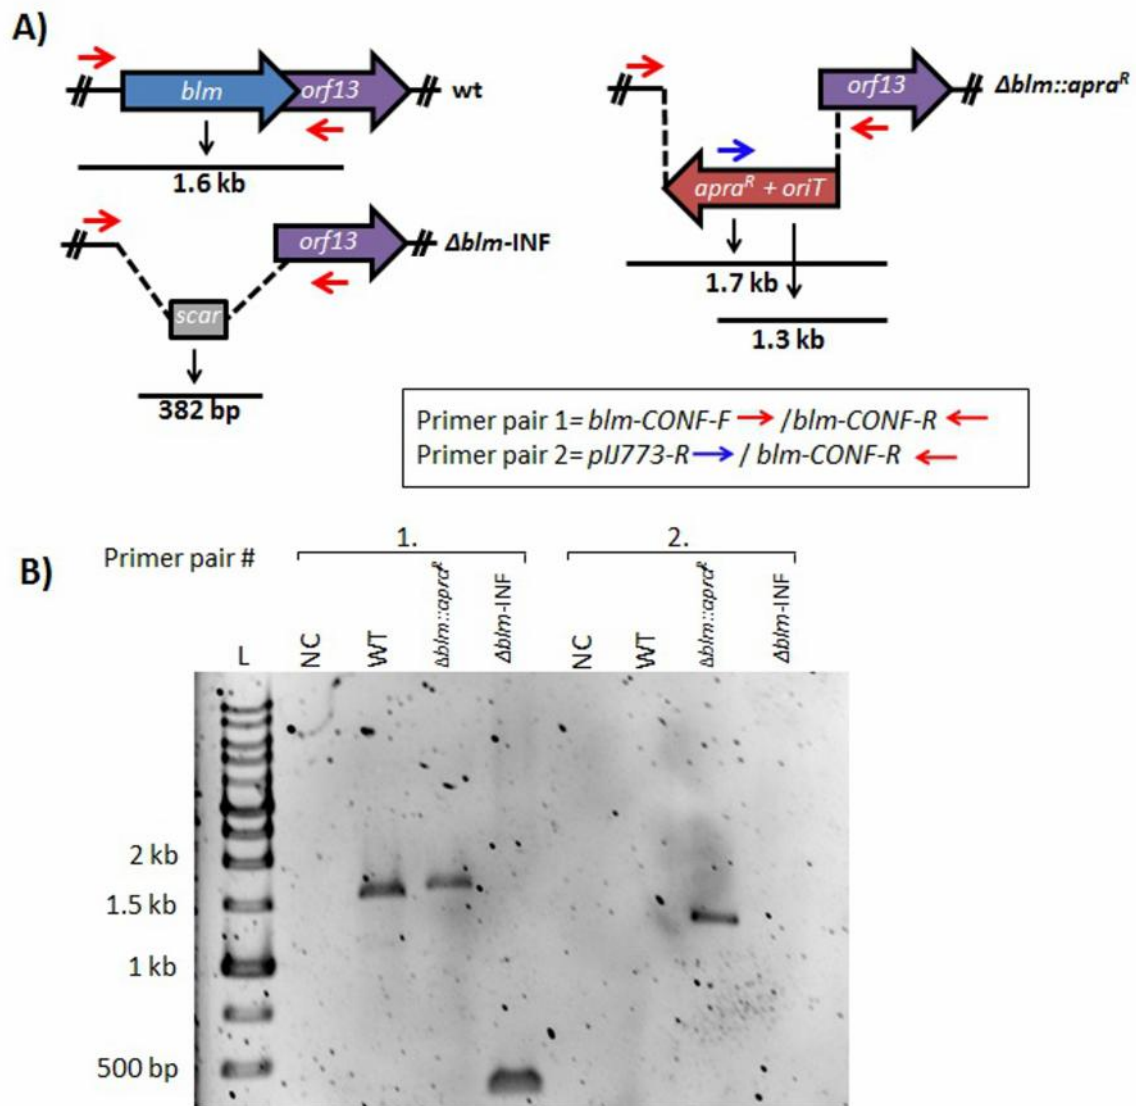 A)
blm orf13 wt
1.6 kb
orf13 Δblm-INF
scar
382 bp
orf13 Δblm::apraᴿ
apraᴿ + oriT
1.7 kb
1.3 kb
Primer pair 1= blm-CONF-F → /blm-CONF-R ←
Primer pair 2= pIJ773-R → / blm-CONF-R ←
B)
Primer pair # 1. 2.
L NC WT Δblm::apraᴿ Δblm-INF NC WT Δblm::apraᴿ Δblm-INF
2 kb
1.5 kb
1 kb
500 bp